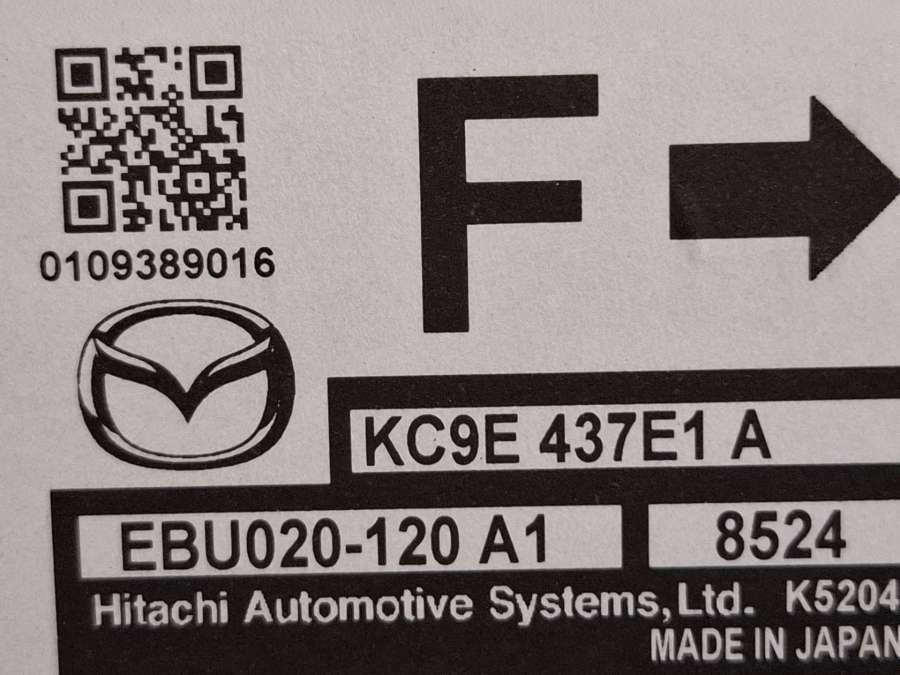 F
0109389016
KC9E 437E1 A
EBU020-120 A1 8524
Hitachi Automotive Systems,Ltd. K5204
MADE IN JAPAN